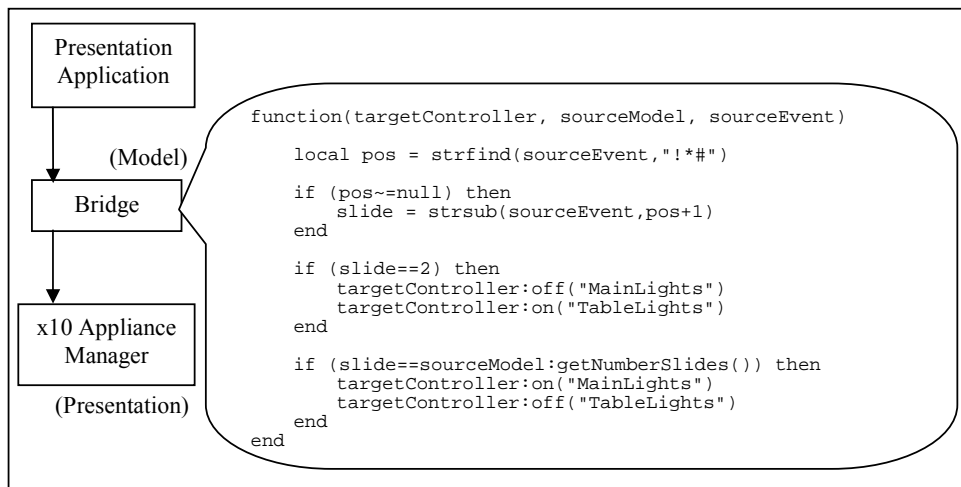 Presentation
Application
(Model)
Bridge
x10 Appliance
Manager
(Presentation)
function(targetController, sourceModel, sourceEvent)
local pos = strfind(sourceEvent,"!*#")
if (pos~=null) then
slide = strsub(sourceEvent,pos+1)
end
if (slide==2) then
targetController:off("MainLights")
targetController:on("TableLights")
end
if (slide==sourceModel:getNumberSlides()) then
targetController:on("MainLights")
targetController:off("TableLights")
end
end